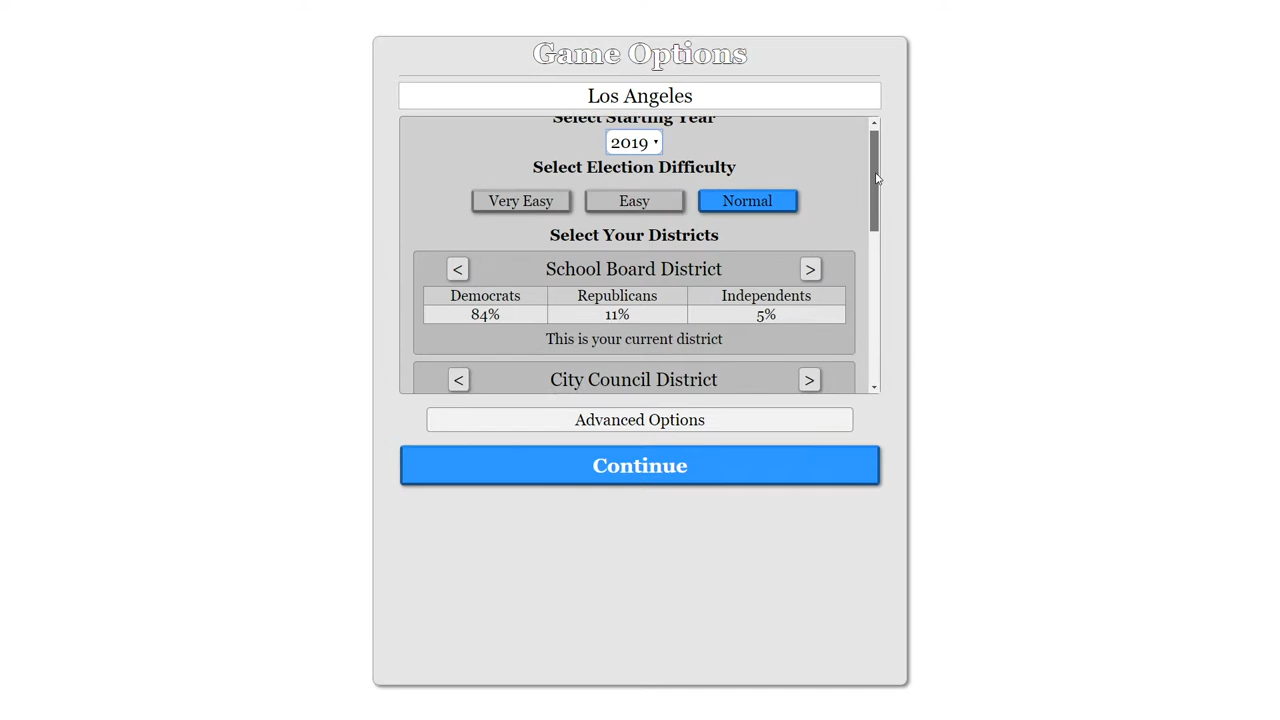 Game Options
Los Angeles
Select Starting Year
2019
Select Election Difficulty
Very Easy Easy Normal
Select Your Districts
< School Board District >
Democrats Republicans Independents
84% 11% 5%
This is your current district
< City Council District >
Advanced Options
Continue